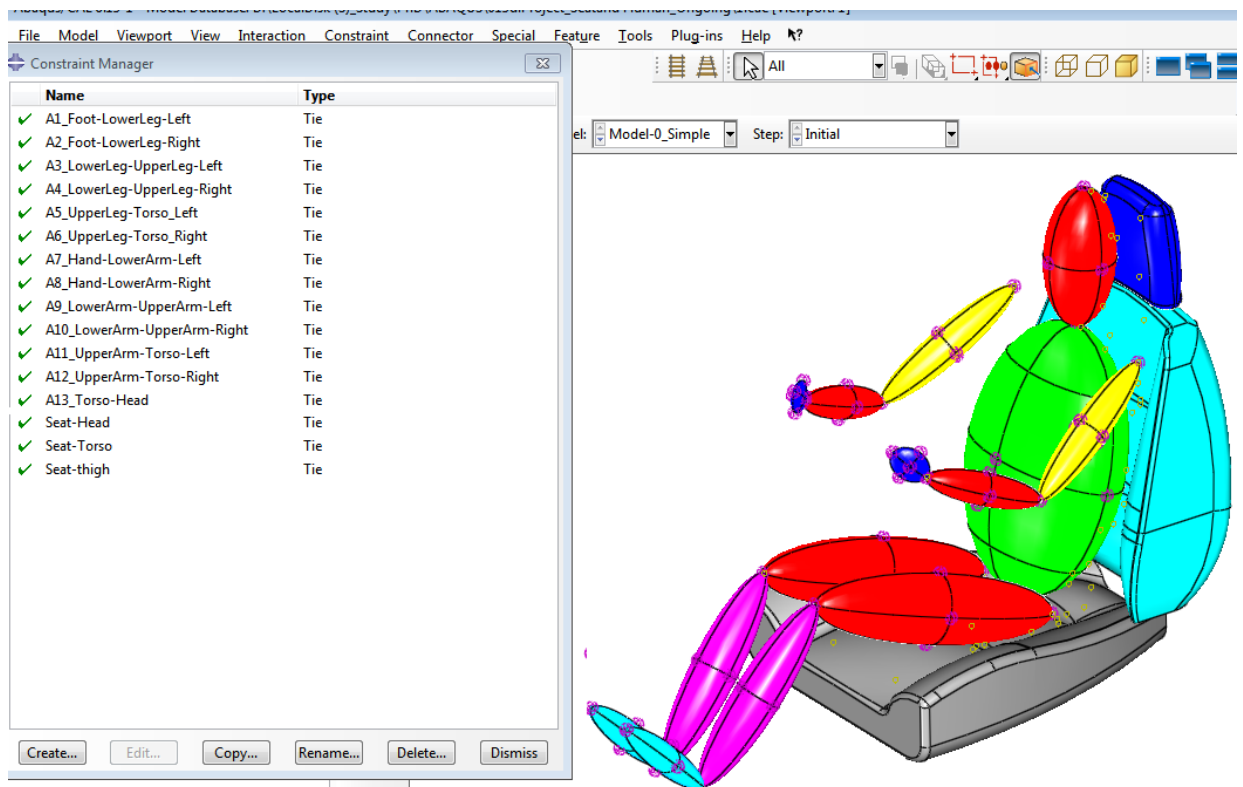 File Model Viewport View Interaction Constraint Connector Special Feature Tools Plug-ins Help
Constraint Manager
All
Name Type
A1_Foot-LowerLeg-Left Tie
A2_Foot-LowerLeg-Right Tie
Model-0_Simple Step: Initial
A3_LowerLeg-UpperLeg-Left Tie
A4_LowerLeg-UpperLeg-Right Tie
A5_UpperLeg-Torso_Left Tie
A6_UpperLeg-Torso_Right Tie
A7_Hand-LowerArm-Left Tie
A8_Hand-LowerArm-Right Tie
A9_LowerArm-UpperArm-Left Tie
A10_LowerArm-UpperArm-Right Tie
A11_UpperArm-Torso-Left Tie
A12_UpperArm-Torso-Right Tie
A13_Torso-Head Tie
Seat-Head Tie
Seat-Torso Tie
Seat-thigh Tie
Create... Edit... Copy... Rename... Delete... Dismiss